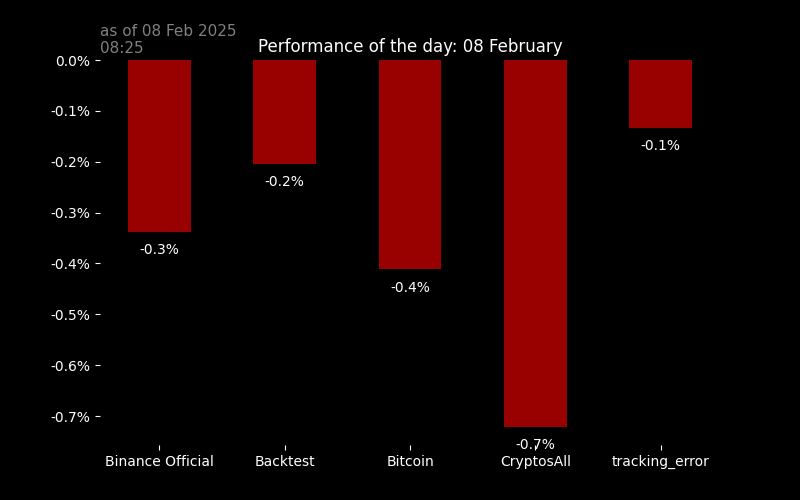 as of 08 Feb 2025
08:25
Performance of the day: 08 February
0.0%
-0.1%
-0.2%
-0.3%
-0.4%
-0.5%
-0.6%
-0.7%
-0.3%
-0.2%
-0.4%
-0.7%
-0.1%
Binance Official
Backtest
Bitcoin
CryptosAll
tracking_error